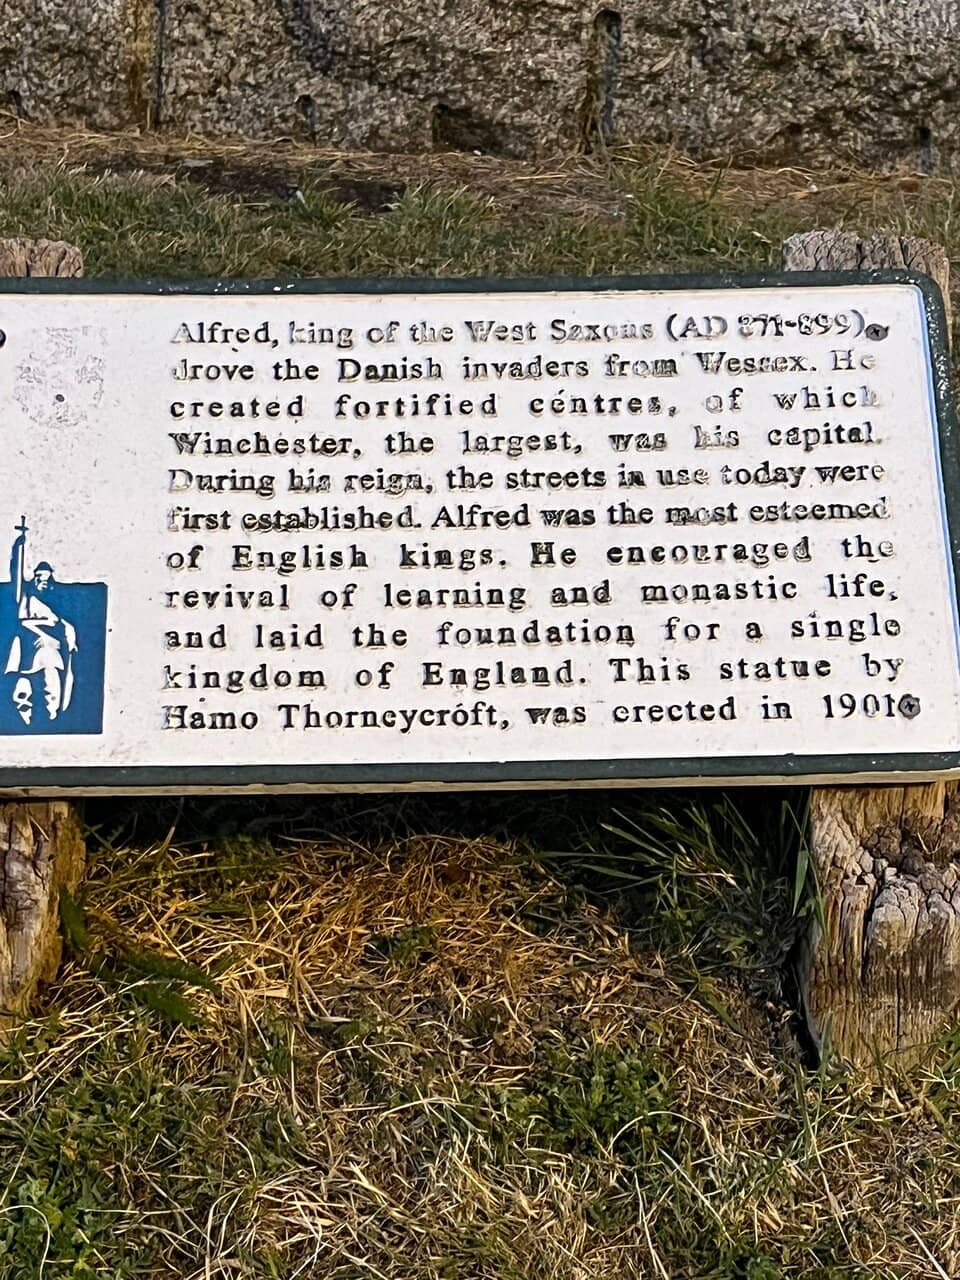 Alfred, king of the West Saxons (AD 871-899),
drove the Danish invaders from Wessex. He
created fortified centres, of which
Winchester, the largest, was his capital.
During his reign, the streets in use today were
first established. Alfred was the most esteemed
of English kings. He encouraged the
revival of learning and monastic life,
and laid the foundation for a single
kingdom of England. This statue by
Hamo Thorneycroft, was erected in 1901